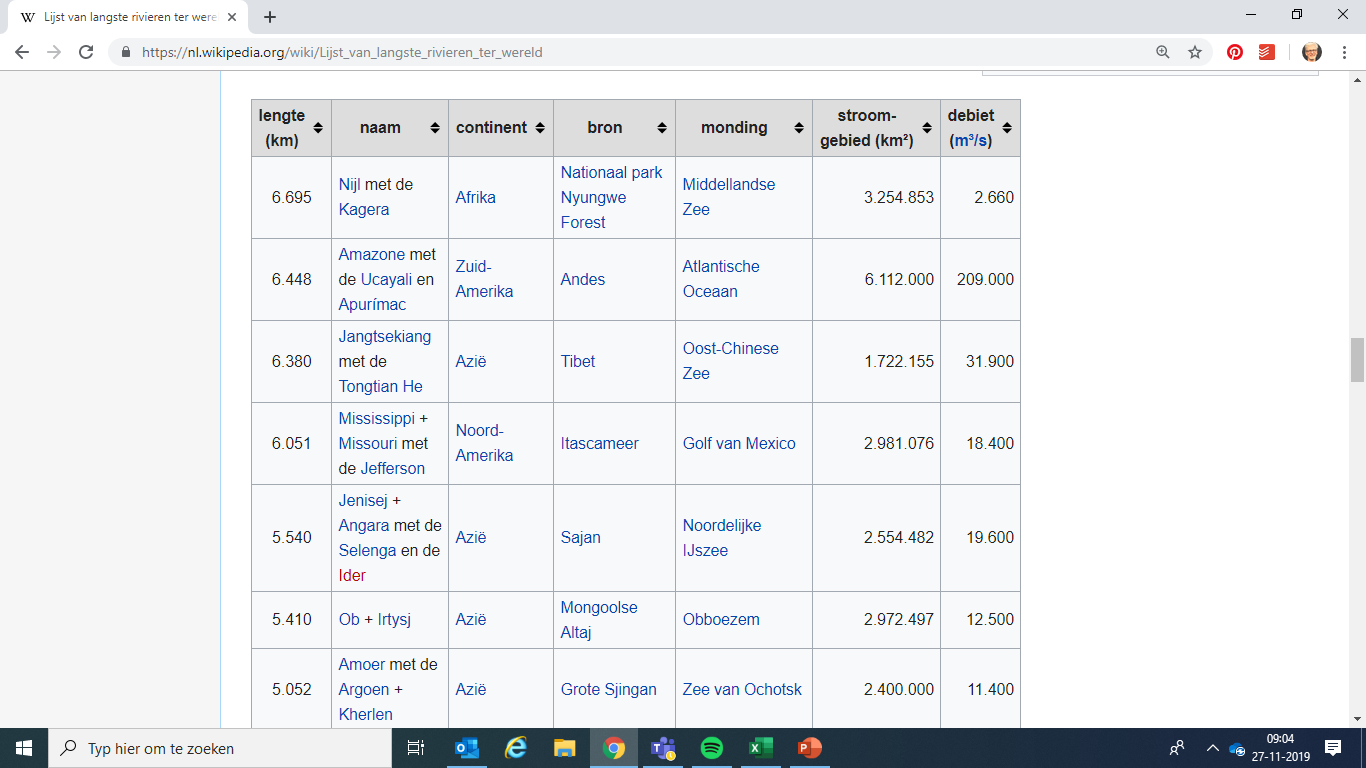 Lijst van langste rivieren ter were
https://nl.wikipedia.org/wiki/Lijst_van_langste_rivieren_ter_wereld
lengte (km) naam continent bron monding stroom-gebied (km²) debiet (m³/s)
6.695 Nijl met de Kagera Afrika Nationaal park Nyungwe Forest Middellandse Zee 3.254.853 2.660
6.448 Amazone met de Ucayali en Apurímac Zuid-Amerika Andes Atlantische Oceaan 6.112.000 209.000
6.380 Jangtsekiang met de Tongtian He Azië Tibet Oost-Chinese Zee 1.722.155 31.900
6.051 Mississippi + Missouri met de Jefferson Noord-Amerika Itascameer Golf van Mexico 2.981.076 18.400
5.540 Jenisej + Angara met de Selenga en de Ider Azië Sajan Noordelijke IJszee 2.554.482 19.600
5.410 Ob + Irtysj Azië Mongoolse Altaj Obboezem 2.972.497 12.500
5.052 Amoer met de Argoen + Kherlen Azië Grote Sjingan Zee van Ochotsk 2.400.000 11.400
Typ hier om te zoeken
09:04
27-11-2019